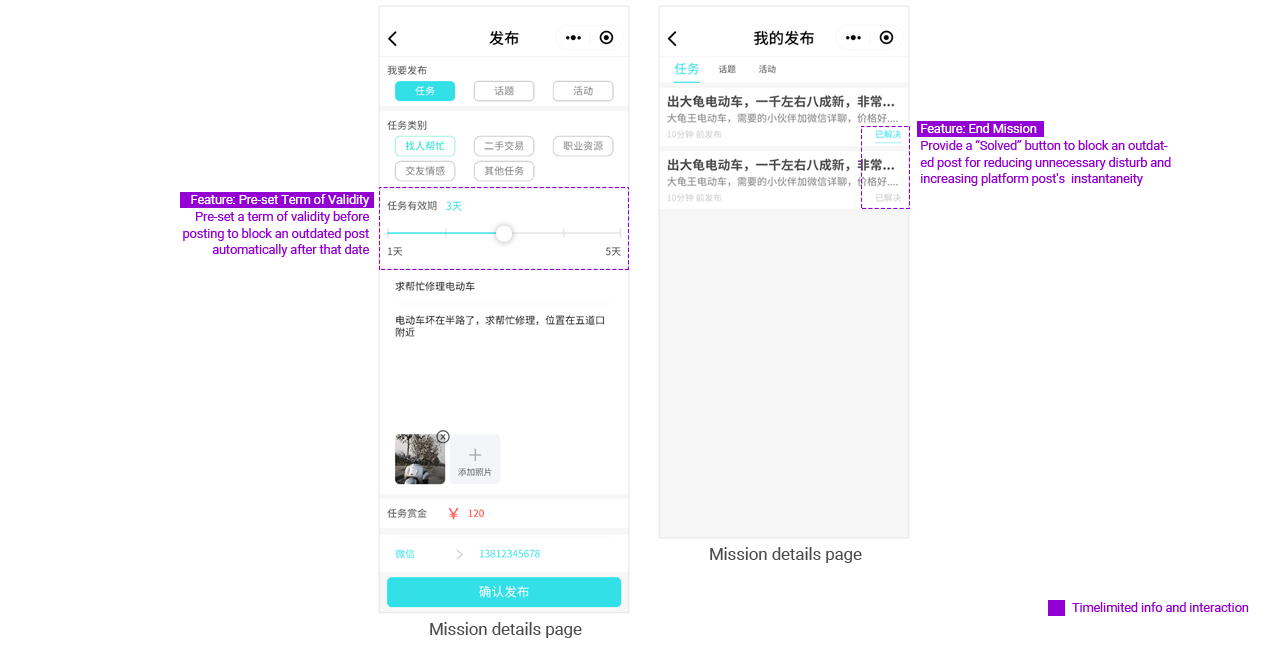 发布
我要发布
任务
话题
活动
任务类别
找人帮忙
二手交易
职业资源
交友情感
其他任务
Feature: Pre-set Term of Validity
Pre-set a term of validity before
posting to block an outdated post
automatically after that date
任务有效期 3天
1天
5天
求帮忙修理电动车
电动车坏在半路了，求帮忙修理，位置在五道口
附近
X
添加照片
任务赏金 ￥ 120
微信 > 13812345678
确认发布
Mission details page
我的发布
任务
话题
活动
出大龟电动车，一千左右八成新，非常...
大龟王电动车，需要的小伙伴加微信详聊，价格好....
10分钟 前发布
已解决
出大龟电动车，一千左右八成新，非常...
大龟王电动车，需要的小伙伴加微信详聊，价格好....
10分钟 前发布
已解决
Feature: End Mission
Provide a “Solved” button to block an outdat-
ed post for reducing unnecessary disturb and
increasing platform post's instantaneity
Mission details page
Timelimited info and interaction